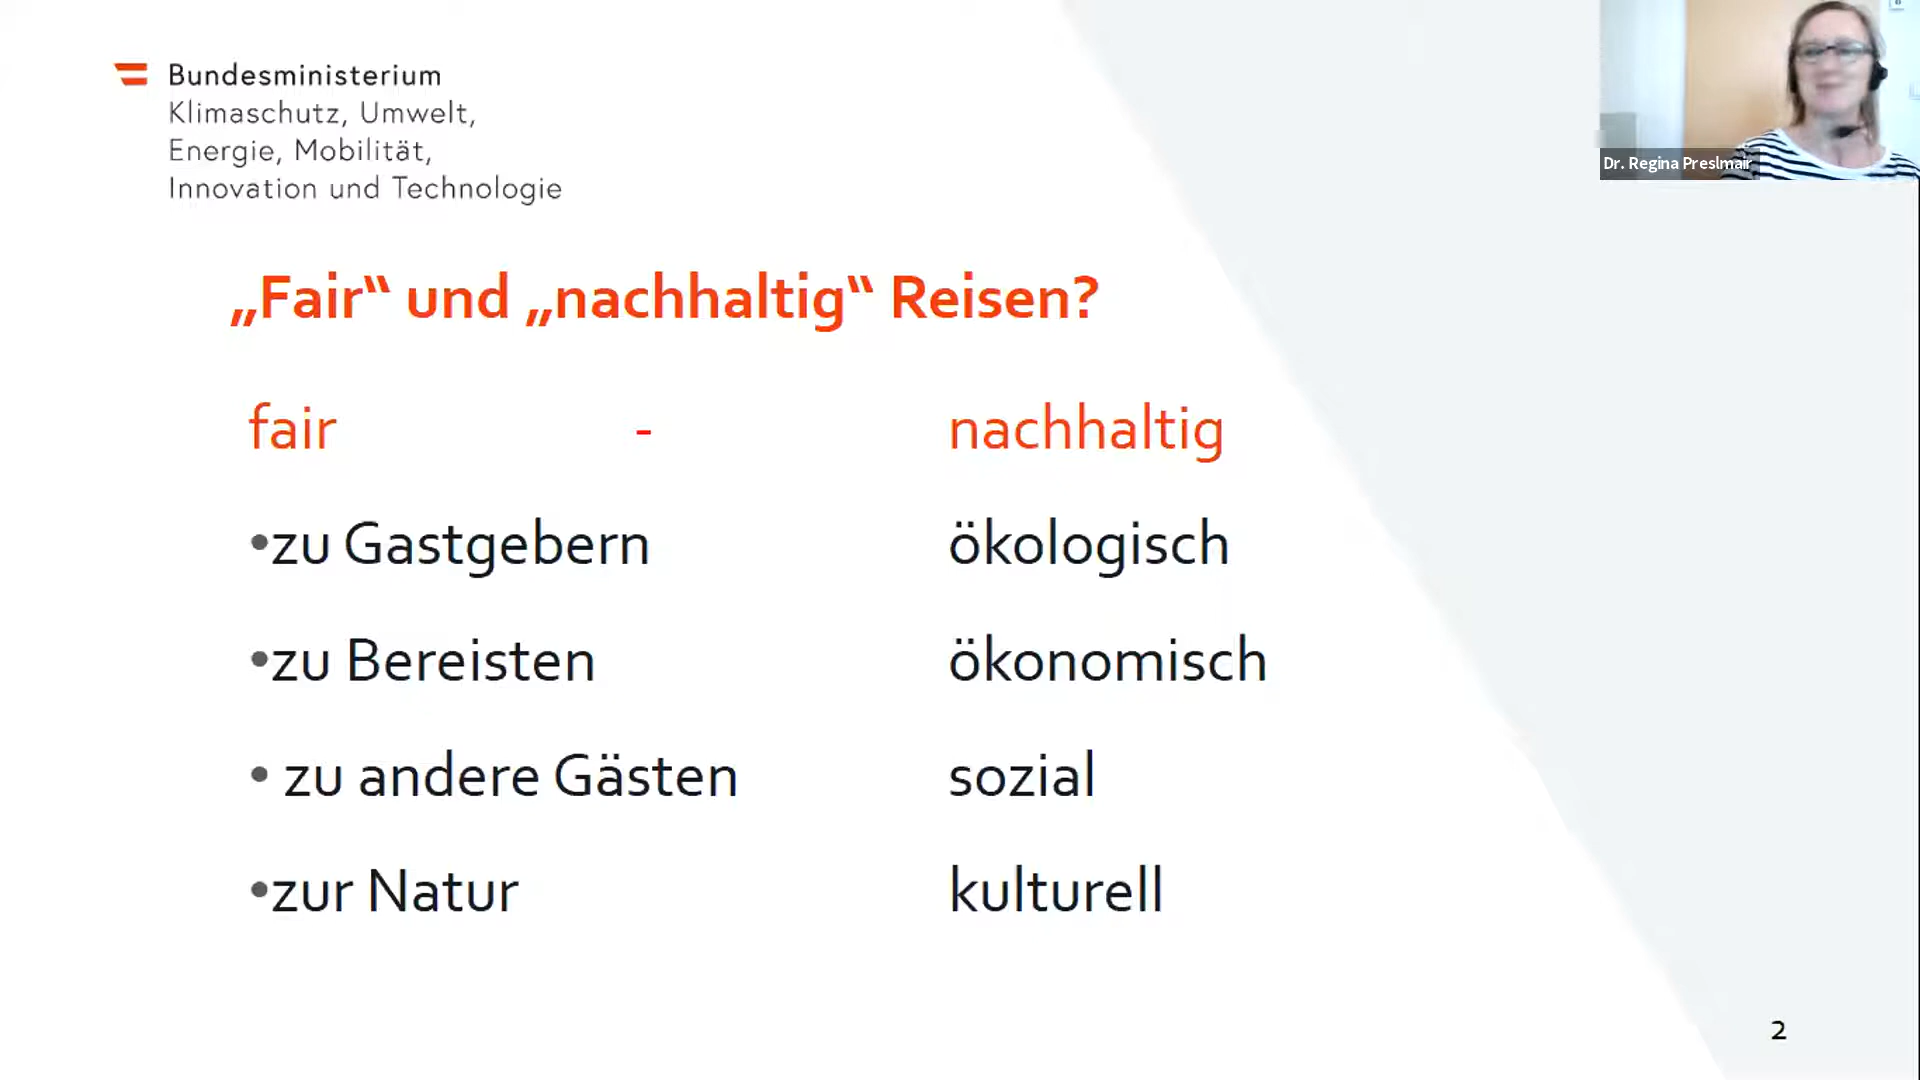 Bundesministerium
Klimaschutz, Umwelt,
Energie, Mobilität,
Innovation und Technologie
Dr. Regina Preslmair
„Fair“ und „nachhaltig“ Reisen?
fair - nachhaltig
•zu Gastgebern ökologisch
•zu Bereisten ökonomisch
• zu andere Gästen sozial
•zur Natur kulturell
2